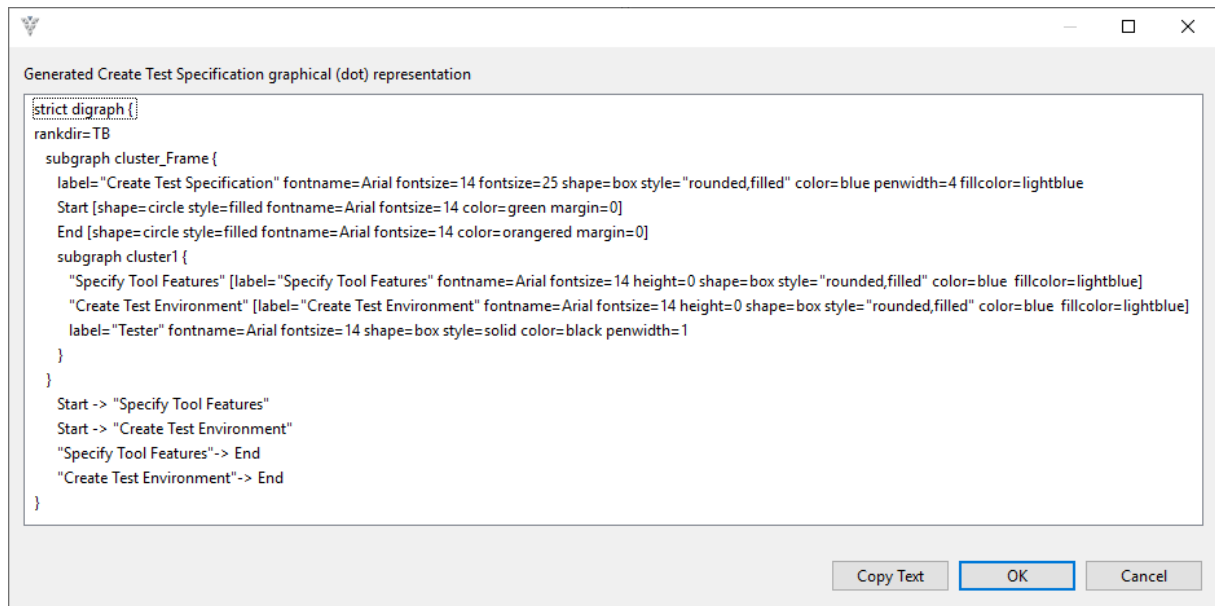 Generated Create Test Specification graphical (dot) representation
strict digraph {
rankdir=TB
subgraph cluster_Frame {
label="Create Test Specification" fontname=Arial fontsize=14 fontsize=25 shape=box style="rounded,filled" color=blue penwidth=4 fillcolor=lightblue
Start [shape=circle style=filled fontname=Arial fontsize=14 color=green margin=0]
End [shape=circle style=filled fontname=Arial fontsize=14 color=orangered margin=0]
subgraph cluster1 {
"Specify Tool Features" [label="Specify Tool Features" fontname=Arial fontsize=14 height=0 shape=box style="rounded,filled" color=blue  fillcolor=lightblue]
"Create Test Environment" [label="Create Test Environment" fontname=Arial fontsize=14 height=0 shape=box style="rounded,filled" color=blue  fillcolor=lightblue]
label="Tester" fontname=Arial fontsize=14 shape=box style=solid color=black penwidth=1
}
}
Start -> "Specify Tool Features"
Start -> "Create Test Environment"
"Specify Tool Features"-> End
"Create Test Environment"-> End
}
Copy Text OK Cancel